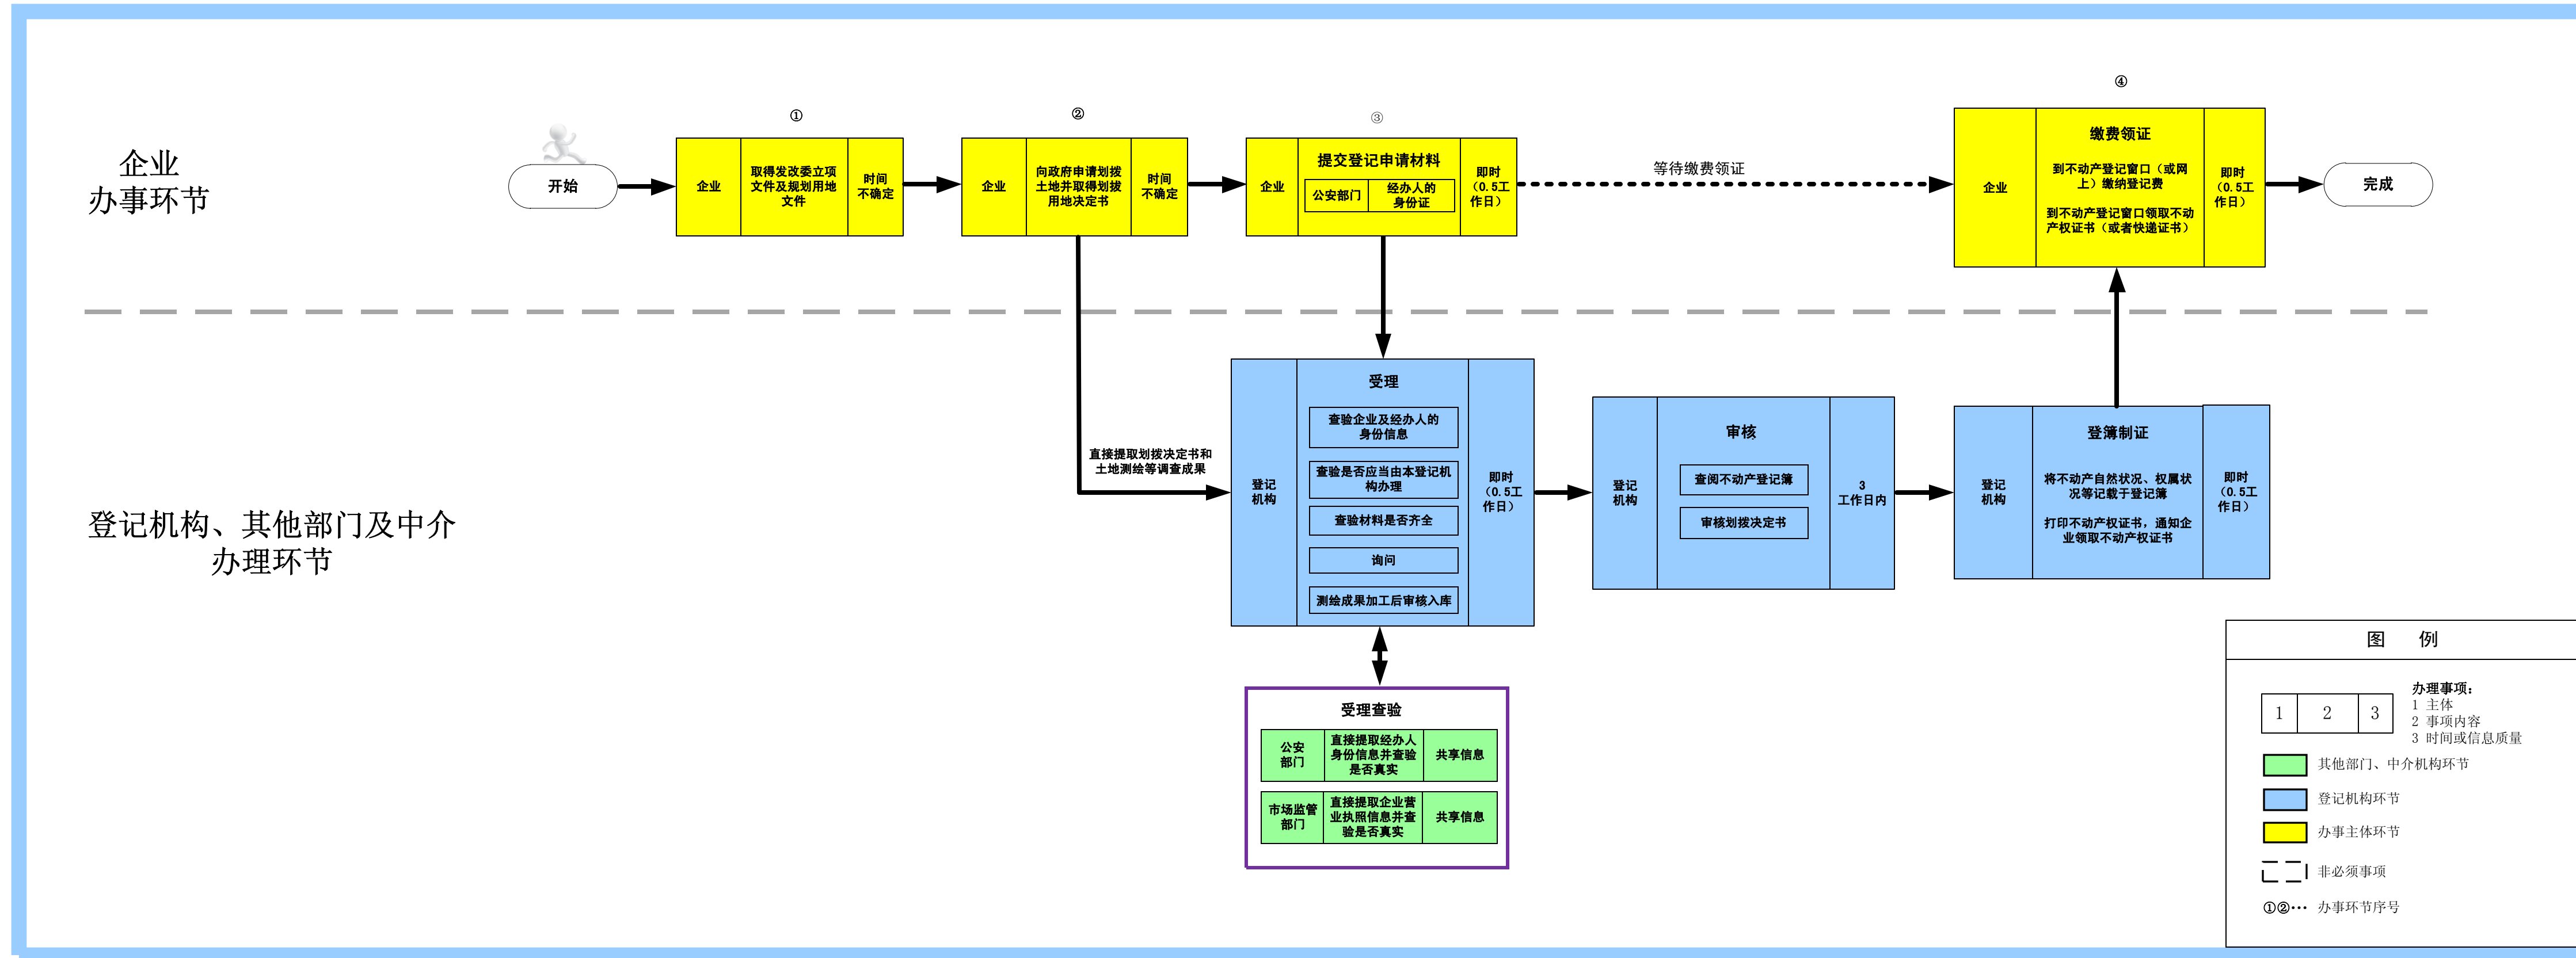 企业
办事环节
开始
①
企业
取得发改委立项
文件及规划用地
文件
时间
不确定
②
企业
向政府申请划拨
土地并取得划拨
用地决定书
时间
不确定
③
企业
提交登记申请材料
公安部门
经办人的
身份证
即时
（0.5工
作日）
等待缴费领证
④
企业
缴费领证
到不动产登记窗口（或网
上）缴纳登记费
到不动产登记窗口领取不动
产权证书（或者快递证书）
即时
（0.5工
作日）
完成
登记机构、其他部门及中介
办理环节
直接提取划拨决定书和
土地测绘等调查成果
登记
机构
受理
查验企业及经办人的
身份信息
查验是否应当由本登记机
构办理
查验材料是否齐全
询问
测绘成果加工后审核入库
即时
（0.5工
作日）
登记
机构
审核
查阅不动产登记簿
审核划拨决定书
3
工作日内
登记
机构
登簿制证
将不动产自然状况、权属状
况等记载于登记簿
打印不动产权证书，通知企
业领取不动产权证书
即时
（0.5工
作日）
受理查验
公安
部门
直接提取经办人
身份信息并查验
是否真实
共享信息
市场监管
部门
直接提取企业营
业执照信息并查
验是否真实
共享信息
图 例
1 2 3
办理事项：
1 主体
2 事项内容
3 时间或信息质量
其他部门、中介机构环节
登记机构环节
办事主体环节
非必须事项
①②··· 办事环节序号